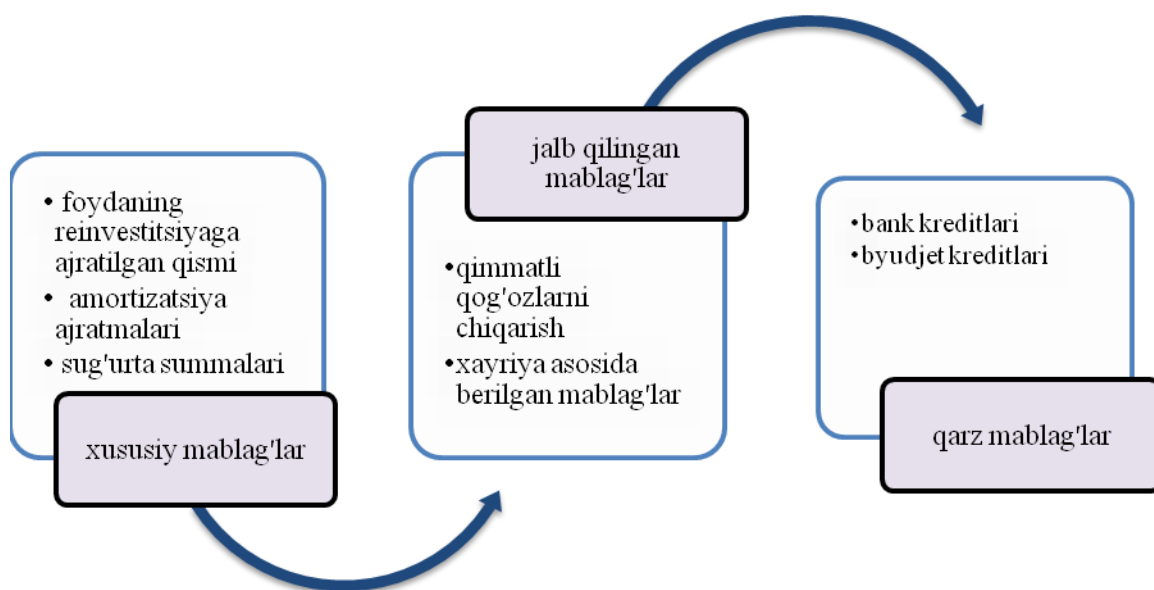 • foydaning
reinvestitsiyaga
ajratilgan qismi
• amortizatsiya
ajratmalari
• sug'urta summalari
xususiy mablag'lar
jalb qilingan
mablag'lar
•qimmatli
qog'ozlarni
chiqarish
•xayriya asosida
berilgan mablag'lar
•bank kreditlari
•byudjet kreditlari
qarz mablag'lar